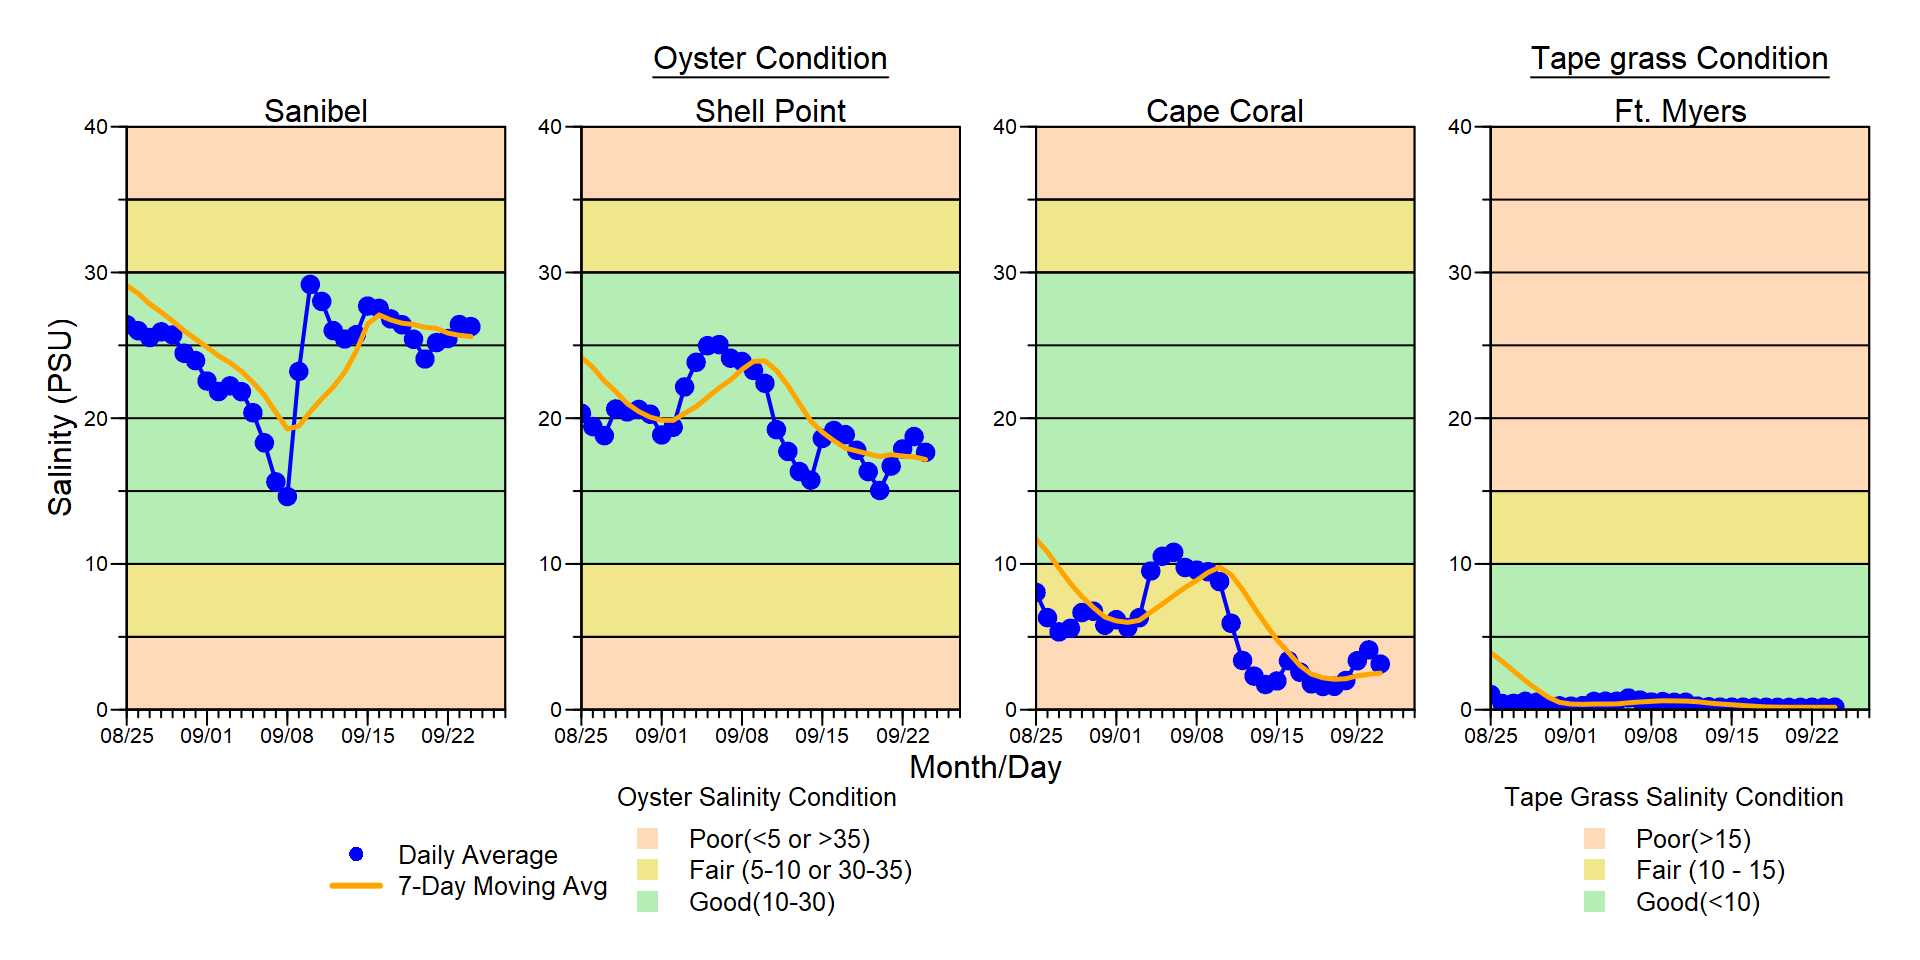 Oyster Condition
Tape grass Condition
Sanibel
Shell Point
Cape Coral
Ft. Myers
Salinity (PSU)
40
30
20
10
0
08/25 09/01 09/08 09/15 09/22
40
30
20
10
0
08/25 09/01 09/08 09/15 09/22
40
30
20
10
0
08/25 09/01 09/08 09/15 09/22
40
30
20
10
0
08/25 09/01 09/08 09/15 09/22
Month/Day
Daily Average
7-Day Moving Avg
Oyster Salinity Condition
Poor(<5 or >35)
Fair (5-10 or 30-35)
Good(10-30)
Tape Grass Salinity Condition
Poor(>15)
Fair (10 - 15)
Good(<10)